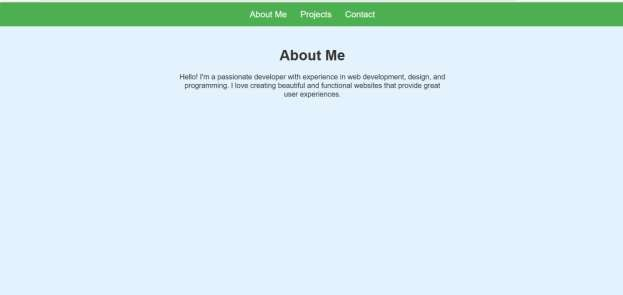 About Me Projects Contact
About Me
Hello! I'm a passionate developer with experience in web development, design, and
programming. I love creating beautiful and functional websites that provide great
user experiences.